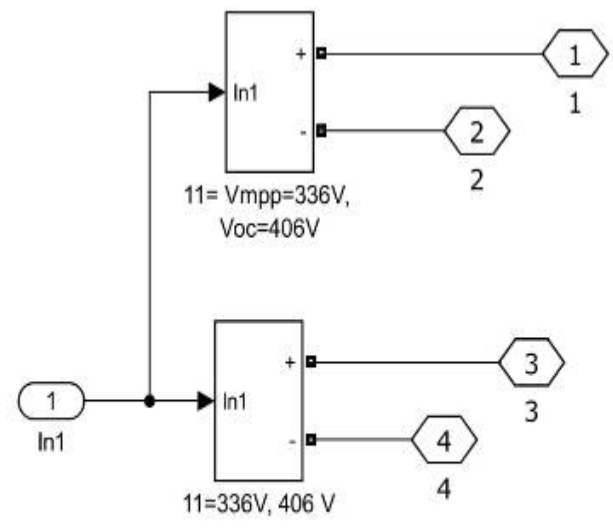 +
1
In1
1
-
2
2
11= Vmpp=336V,
Voc=406V
+
3
1
In1
3
In1
-
4
4
11=336V, 406 V